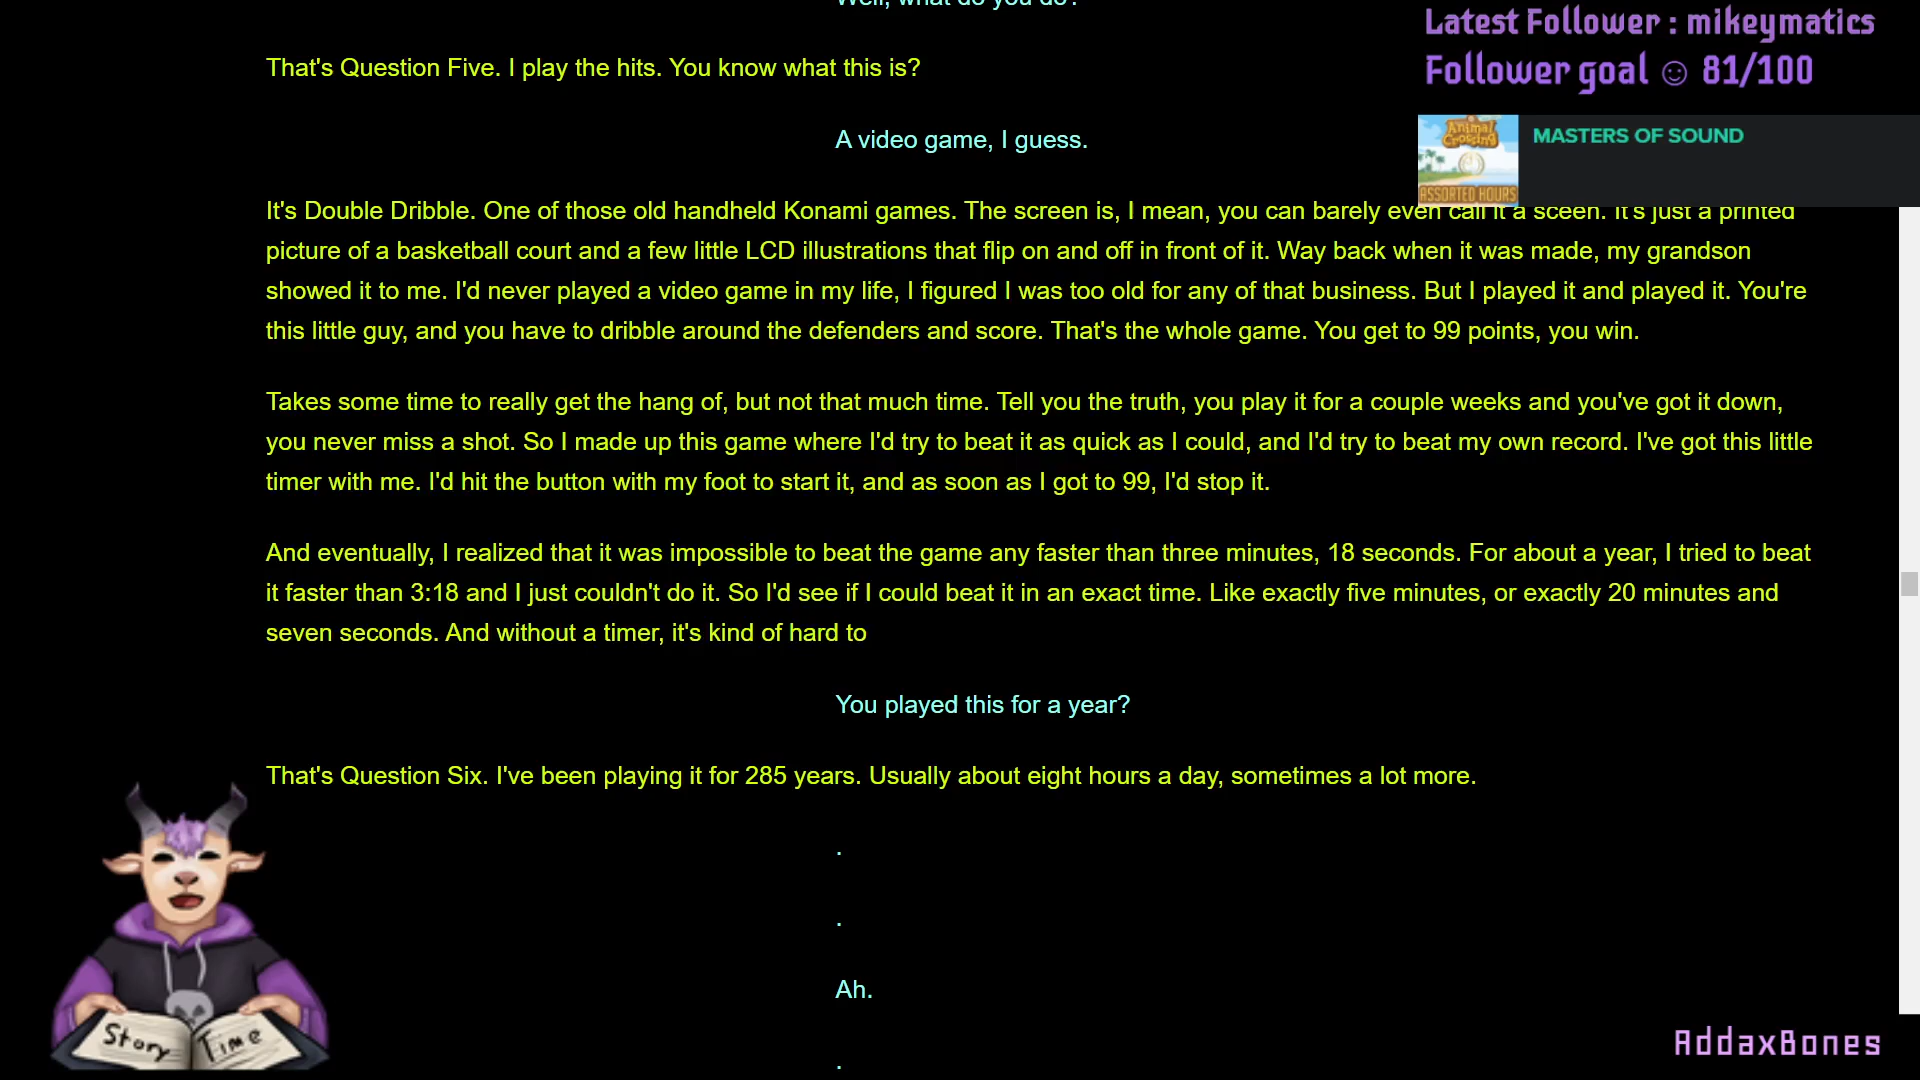 Well, what do you do?
Latest Follower : mikeymatics
That's Question Five. I play the hits. You know what this is?
Follower goal ☺ 81/100
A video game, I guess.
Animal Crossing
MASTERS OF SOUND
ASSORTED HOURS
It's Double Dribble. One of those old handheld Konami games. The screen is, I mean, you can barely even call it a sceen. It's just a printed
picture of a basketball court and a few little LCD illustrations that flip on and off in front of it. Way back when it was made, my grandson
showed it to me. I'd never played a video game in my life, I figured I was too old for any of that business. But I played it and played it. You're
this little guy, and you have to dribble around the defenders and score. That's the whole game. You get to 99 points, you win.
Takes some time to really get the hang of, but not that much time. Tell you the truth, you play it for a couple weeks and you've got it down,
you never miss a shot. So I made up this game where I'd try to beat it as quick as I could, and I'd try to beat my own record. I've got this little
timer with me. I'd hit the button with my foot to start it, and as soon as I got to 99, I'd stop it.
And eventually, I realized that it was impossible to beat the game any faster than three minutes, 18 seconds. For about a year, I tried to beat
it faster than 3:18 and I just couldn't do it. So I'd see if I could beat it in an exact time. Like exactly five minutes, or exactly 20 minutes and
seven seconds. And without a timer, it's kind of hard to
You played this for a year?
That's Question Six. I've been playing it for 285 years. Usually about eight hours a day, sometimes a lot more.
.
.
Ah.
Story Time
AddaxBones
.